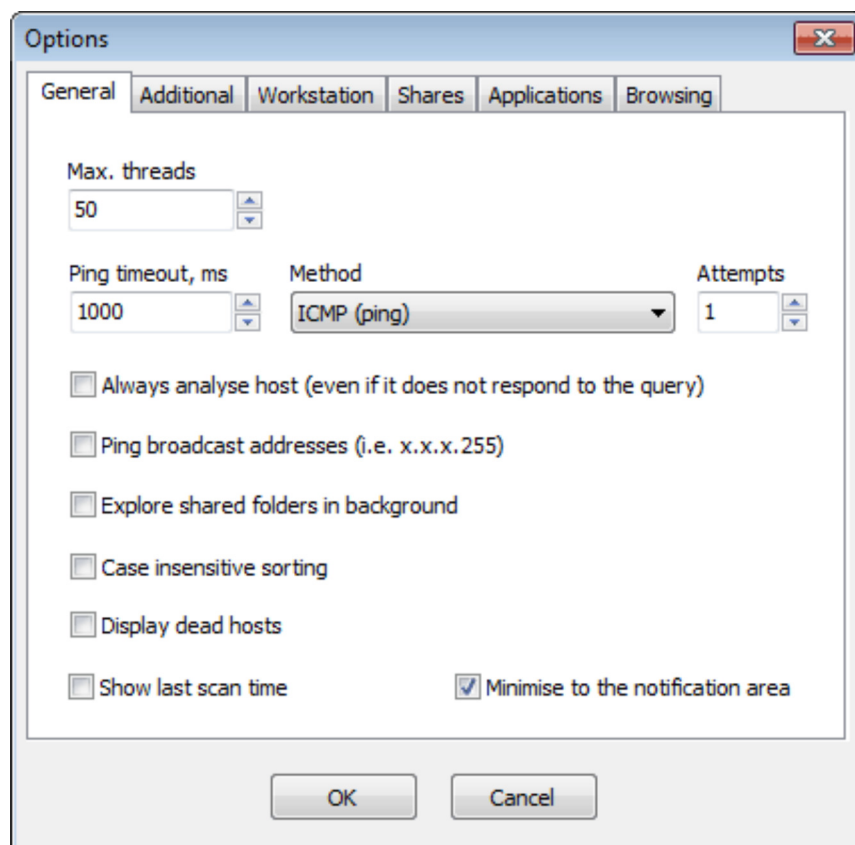 Options
General Additional Workstation Shares Applications Browsing
Max. threads
50
Ping timeout, ms Method Attempts
1000 ICMP (ping) 1
Always analyse host (even if it does not respond to the query)
Ping broadcast addresses (i.e. x.x.x.255)
Explore shared folders in background
Case insensitive sorting
Display dead hosts
Show last scan time Minimise to the notification area
OK Cancel